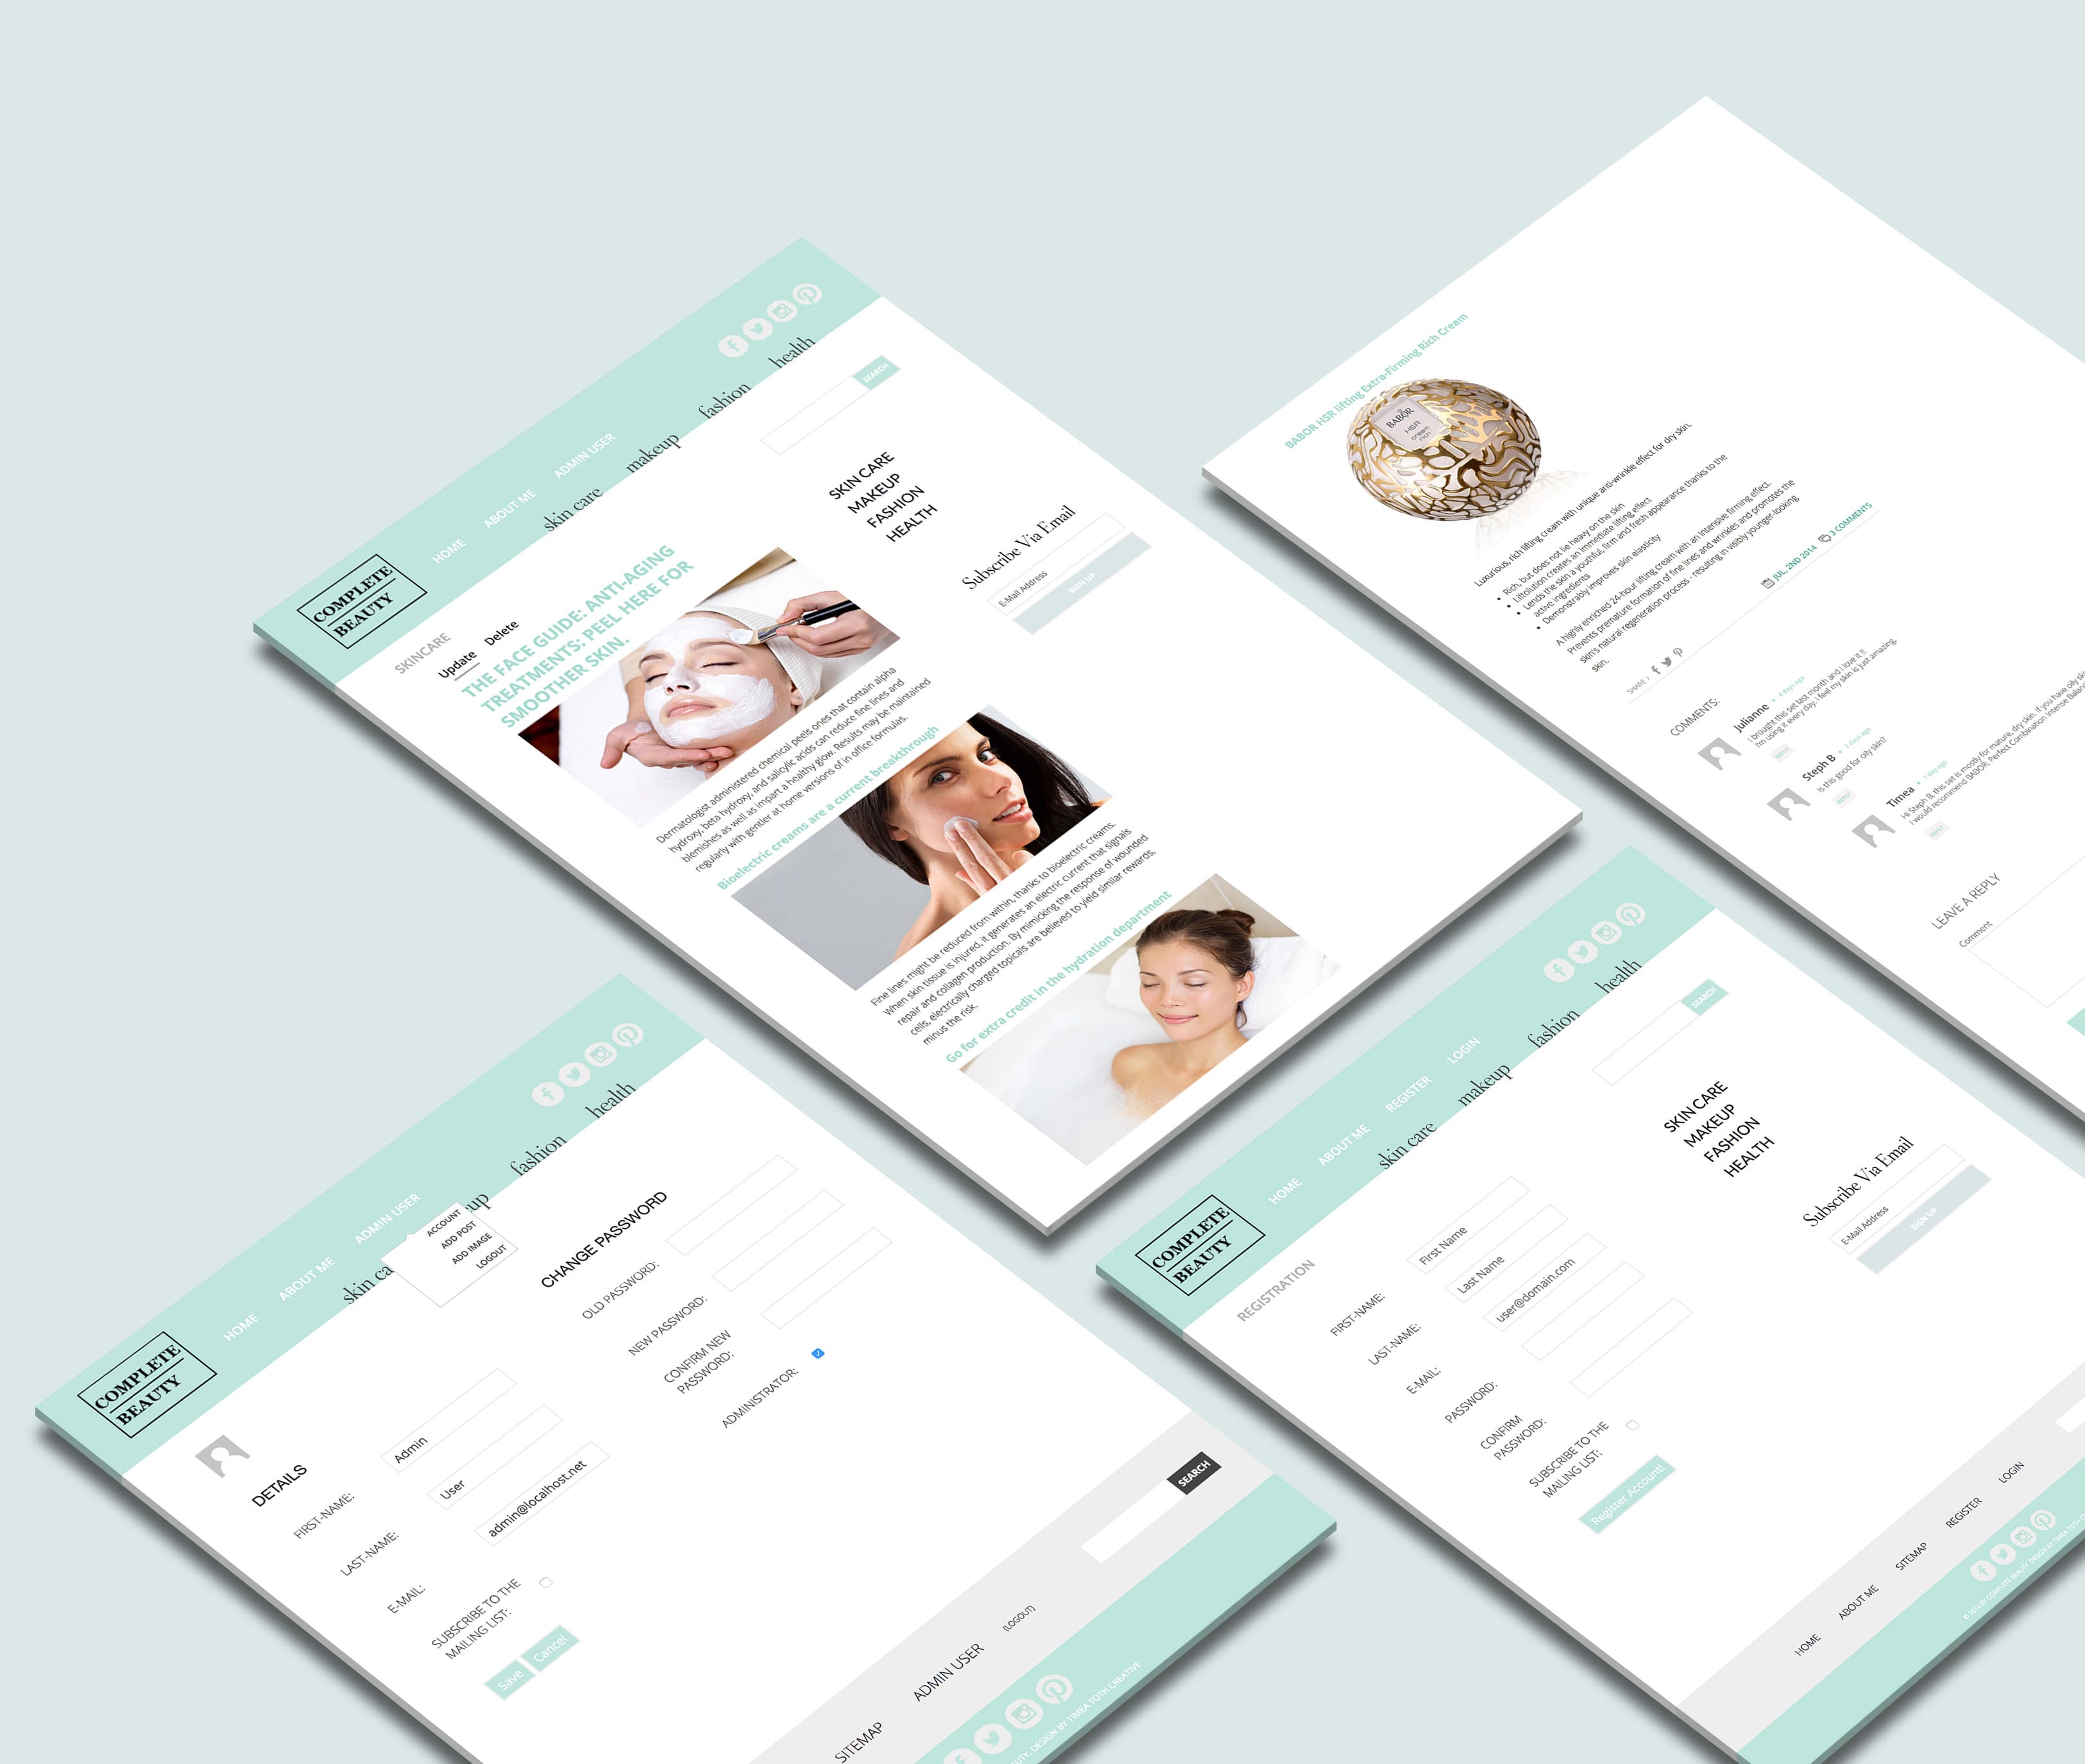 COMPLETE
BEAUTY
HOME
ABOUT ME
ADMIN USER
skin care
makeup
fashion
health
SEARCH
SKINCARE
Update
Delete
THE FACE GUIDE: ANTI-AGING
TREATMENTS: PEEL HERE FOR
SMOOTHER SKIN.
Dermatologist administered chemical peels ones that contain alpha
hydroxy, beta hydroxy, and salicylic acids can reduce fine lines and
blemishes as well as impart a healthy glow. Results may be maintained
regularly with gentler at home versions of in office formulas.
Bioelectric creams are a current breakthrough
Fine lines might be reduced from within, thanks to bioelectric creams.
When skin tissue is injured, it generates an electric current that signals
repair and collagen production. By mimicking the response of wounded
cells, electrically charged topicals are believed to yield similar rewards,
minus the risk.
Go for extra credit in the hydration department
SKIN CARE
MAKEUP
FASHION
HEALTH
Subscribe Via Email
E-Mail Address
SIGN UP
BABOR HSR lifting Extra-Firming Rich Cream
BABOR
HSR
cream
rich
Luxurious, rich lifting cream with unique anti-wrinkle effect for dry skin.
• Rich, but does not lie heavy on the skin
• Liftolution creates an immediate lifting effect
• Lends the skin a youthful, firm and fresh appearance thanks to the
active ingredients
• Demonstrably improves skin elasticity
A highly enriched 24-hour lifting cream with an intensive firming effect.
Prevents premature formation of fine lines and wrinkles and promotes the
skin's natural regeneration process - resulting in visibly younger-looking
skin.
JUL. 2ND 2014
3 COMMENTS
SHARE >
COMMENTS:
Julianne • 4 days ago
I brought this set last month and I love it!!
I'm using it every day. I feel my skin is just amazing.
REPLY
Steph B • 7 days ago
Is this good for oily skin?
REPLY
Timea • 1 day ago
Hi Steph B, this set is mostly for mature, dry skin. If you have oily
I would recommend BABOR: Perfect Combination Intense
REPLY
LEAVE A REPLY
Comment
COMPLETE
BEAUTY
HOME
ABOUT ME
ADMIN USER
ACCOUNT
ADD POST
ADD IMAGE
LOGOUT
skin ca
up
fashion
health
DETAILS
FIRST-NAME:
Admin
LAST-NAME:
User
E-MAIL:
admin@localhost.net
SUBSCRIBE TO THE
MAILING LIST:
Save
Cancel
CHANGE PASSWORD
OLD PASSWORD:
NEW PASSWORD:
CONFIRM NEW
PASSWORD:
ADMINISTRATOR:
SEARCH
SITEMAP
ADMIN USER
(LOGOUT)
DESIGN BY TIMEA TOTH CREATIVE
COMPLETE
BEAUTY
HOME
ABOUT ME
REGISTER
LOGIN
skin care
makeup
fashion
health
SEARCH
REGISTRATION
FIRST-NAME:
First Name
LAST-NAME:
Last Name
E-MAIL:
user@domain.com
PASSWORD:
CONFIRM
PASSWORD:
SUBSCRIBE TO THE
MAILING LIST:
Register Account!
SKIN CARE
MAKEUP
FASHION
HEALTH
Subscribe Via Email
E-Mail Address
SIGN UP
HOME
ABOUT ME
SITEMAP
REGISTER
LOGIN
© 2014 BY COMPLETE BEAUTY. DESIGN BY TIMEA TOTH